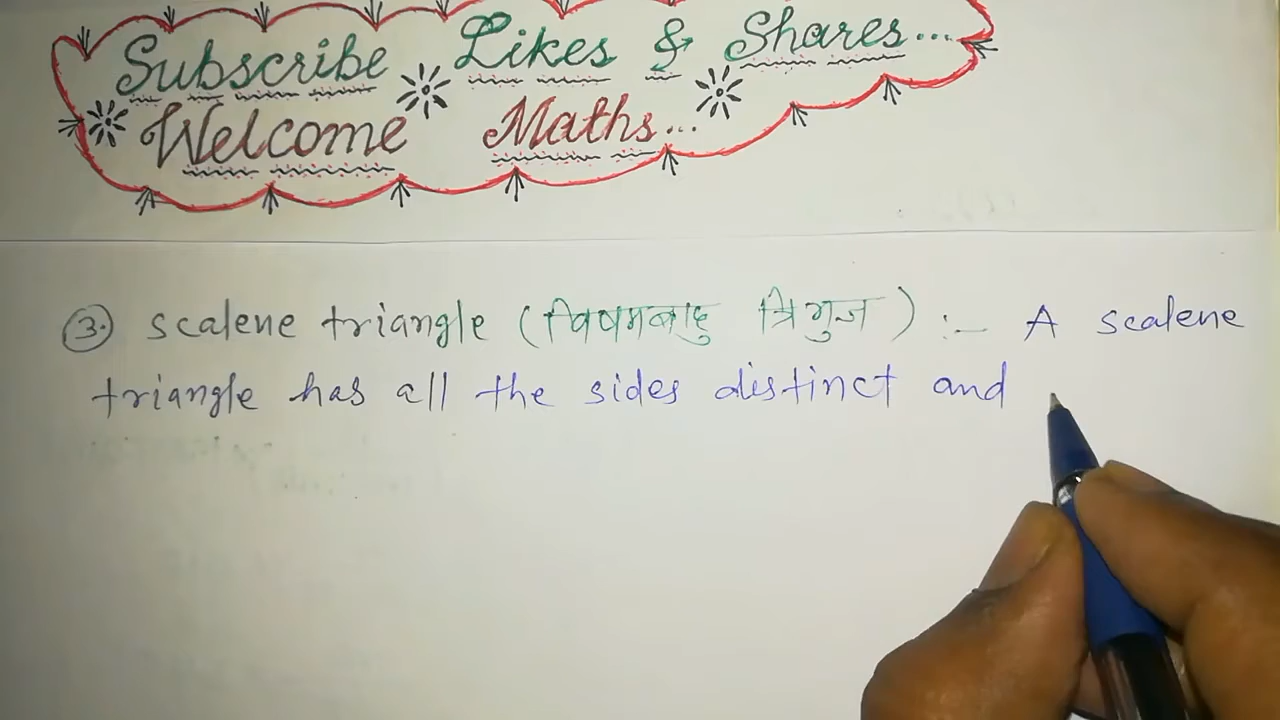 Subscribe Likes & Shares...
Welcome Maths...
③. scalene triangle (विषमबाहु त्रिभुज) :- A scalene
triangle has all the sides distinct and